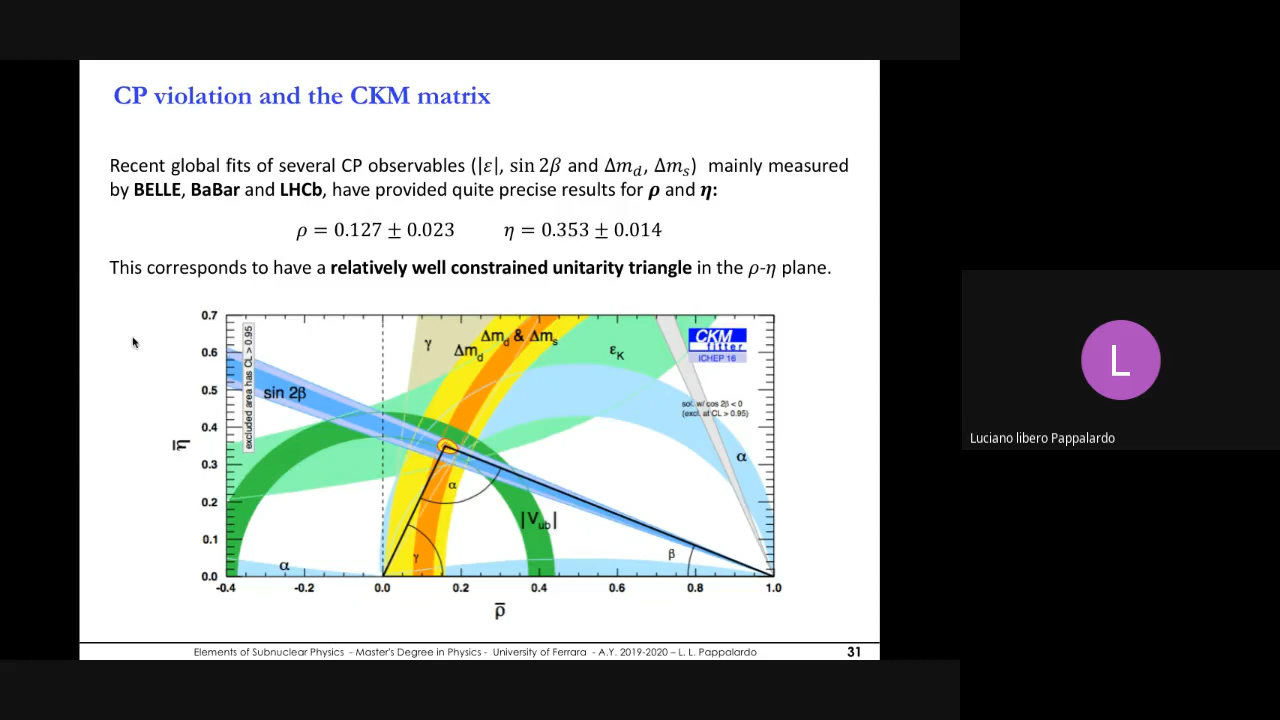 CP violation and the CKM matrix
Recent global fits of several CP observables (|ε|, sin 2β and Δm_d, Δm_s) mainly measured
by BELLE, BaBar and LHCb, have provided quite precise results for ρ and η:
ρ = 0.127 ± 0.023 η = 0.353 ± 0.014
This corresponds to have a relatively well constrained unitarity triangle in the ρ-η plane.
0.7
0.6
0.5
0.4
0.3
0.2
0.1
0.0
η̄
excluded area has CL > 0.95
sin 2β
γ
Δm_d
Δm_d & Δm_s
ε_K
CKM
fitter
ICHEP 16
sol. w/ cos 2β < 0
(excl. at CL > 0.95)
α
α
|V_ub|
γ
β
α
-0.4 -0.2 0.0 0.2 0.4 0.6 0.8 1.0
ρ̄
Elements of Subnuclear Physics - Master's Degree in Physics - University of Ferrara - A.Y. 2019-2020 – L. L. Pappalardo
31
L
Luciano libero Pappalardo